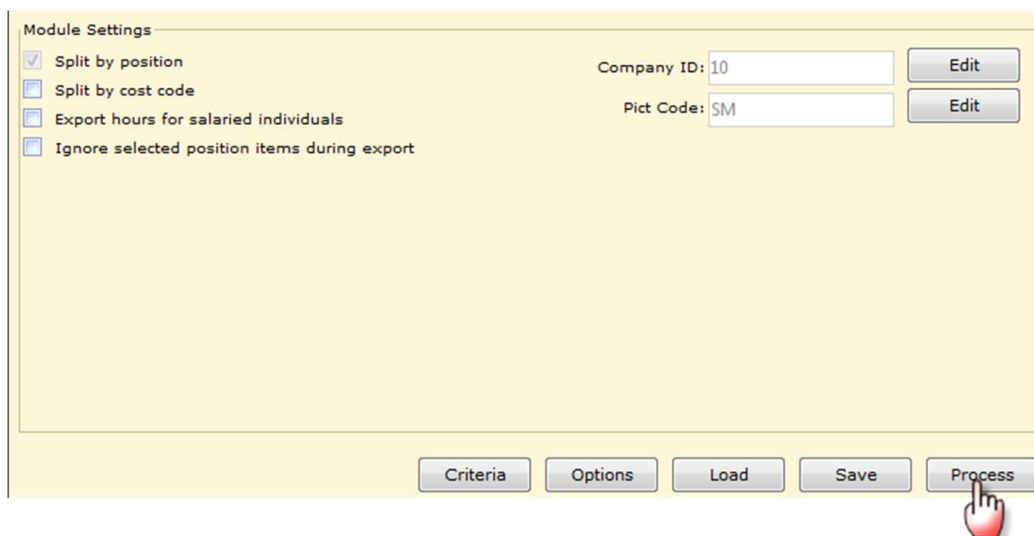 Module Settings
Split by position
Company ID: 10 Edit
Split by cost code
Pict Code: SM Edit
Export hours for salaried individuals
Ignore selected position items during export
Criteria Options Load Save Process